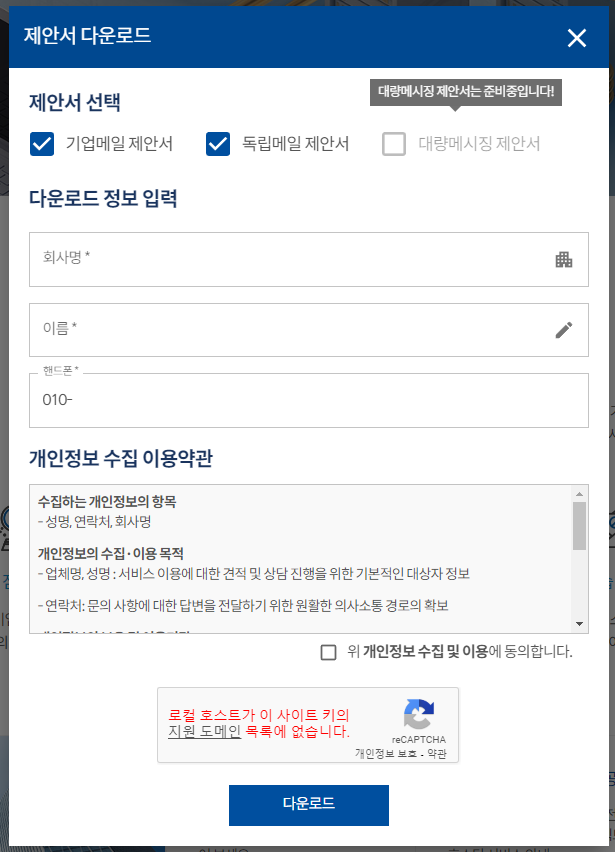 제안서 다운로드
제안서 선택
대량메시징 제안서는 준비중입니다!
기업메일 제안서
독립메일 제안서
대량메시징 제안서
다운로드 정보 입력
회사명 *
이름 *
핸드폰 *
010-
개인정보 수집 이용약관
수집하는 개인정보의 항목
- 성명, 연락처, 회사명
개인정보의 수집·이용 목적
- 업체명, 성명 : 서비스 이용에 대한 견적 및 상담 진행을 위한 기본적인 대상자 정보
- 연락처: 문의 사항에 대한 답변을 전달하기 위한 원활한 의사소통 경로의 확보
위 개인정보 수집 및 이용에 동의합니다.
로컬 호스트가 이 사이트 키의
지원 도메인 목록에 없습니다.
reCAPTCHA
개인정보 보호 - 약관
다운로드